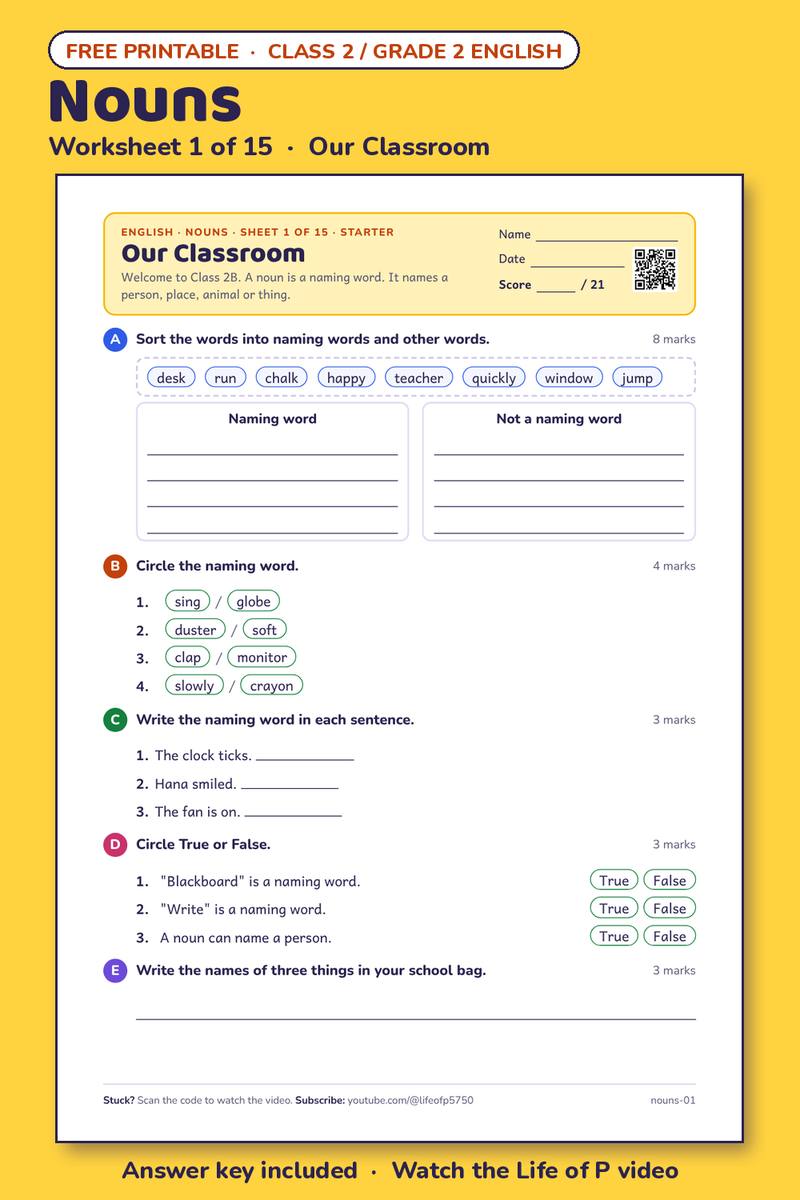 FREE PRINTABLE · CLASS 2 / GRADE 2 ENGLISH
Nouns
Worksheet 1 of 15 · Our Classroom
ENGLISH · NOUNS · SHEET 1 OF 15 · STARTER
Our Classroom
Welcome to Class 2B. A noun is a naming word. It names a
person, place, animal or thing.
Name
Date
Score / 21
A Sort the words into naming words and other words. 8 marks
desk run chalk happy teacher quickly window jump
Naming word Not a naming word
B Circle the naming word. 4 marks
1. sing / globe
2. duster / soft
3. clap / monitor
4. slowly / crayon
C Write the naming word in each sentence. 3 marks
1. The clock ticks.
2. Hana smiled.
3. The fan is on.
D Circle True or False. 3 marks
1. "Blackboard" is a naming word. True False
2. "Write" is a naming word. True False
3. A noun can name a person. True False
E Write the names of three things in your school bag. 3 marks
Stuck? Scan the code to watch the video. Subscribe: youtube.com/@lifeofp5750 nouns-01
Answer key included · Watch the Life of P video